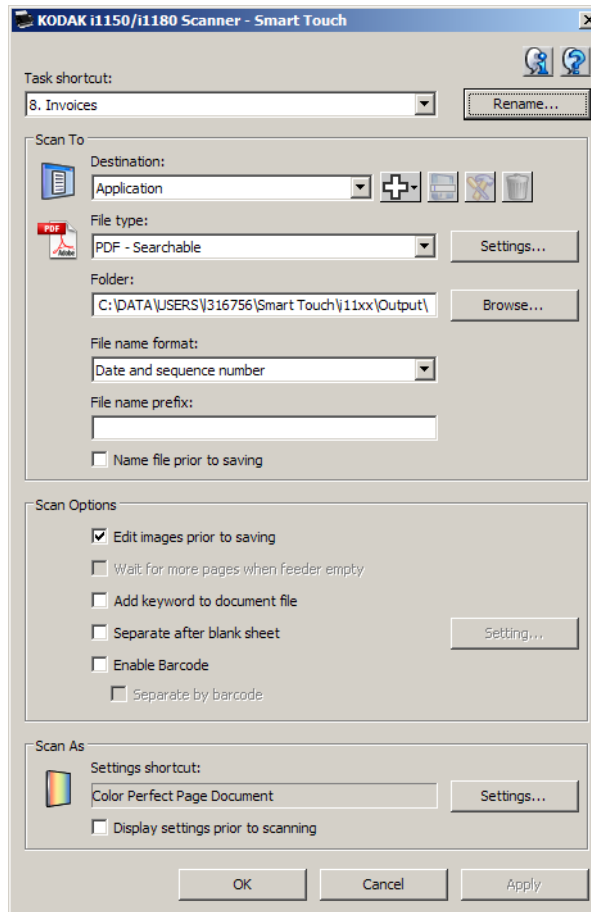 KODAK i1150/i1180 Scanner - Smart Touch
Task shortcut:
8. Invoices
Rename...
Scan To
Destination:
Application
PDF
Adobe
File type:
PDF - Searchable
Settings...
Folder:
C:\DATA\USERS\l316756\Smart Touch\i11xx\Output\
Browse...
File name format:
Date and sequence number
File name prefix:
Name file prior to saving
Scan Options
Edit images prior to saving
Wait for more pages when feeder empty
Add keyword to document file
Separate after blank sheet
Setting...
Enable Barcode
Separate by barcode
Scan As
Settings shortcut:
Color Perfect Page Document
Settings...
Display settings prior to scanning
OK
Cancel
Apply